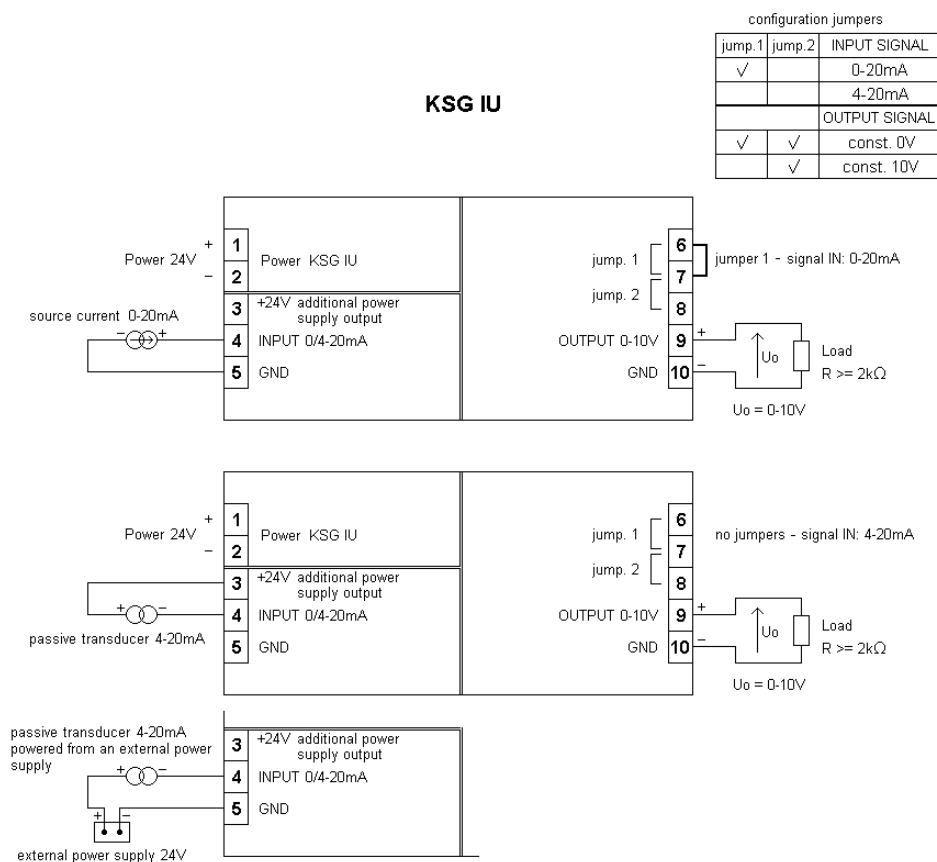 configuration jumpers
jump.1 jump.2 INPUT SIGNAL
√ 0-20mA
4-20mA
OUTPUT SIGNAL
√ √ const. 0V
√ const. 10V
KSG IU
Power 24V + −
1
2
Power KSG IU
3 +24V additional power
supply output
source current 0-20mA
− +
4 INPUT 0/4-20mA
5 GND
jump. 1
6
7
jumper 1 - signal IN: 0-20mA
jump. 2
8
OUTPUT 0-10V 9 +
GND 10 −
Uo
Load
R >= 2kΩ
Uo = 0-10V
Power 24V + −
1
2
Power KSG IU
3 +24V additional power
supply output
+ −
4 INPUT 0/4-20mA
passive transducer 4-20mA
5 GND
jump. 1
6
7
no jumpers - signal IN: 4-20mA
jump. 2
8
OUTPUT 0-10V 9 +
GND 10 −
Uo
Load
R >= 2kΩ
Uo = 0-10V
passive transducer 4-20mA
powered from an external power
supply
+ −
3 +24V additional power
supply output
4 INPUT 0/4-20mA
5 GND
+ −
external power supply 24V